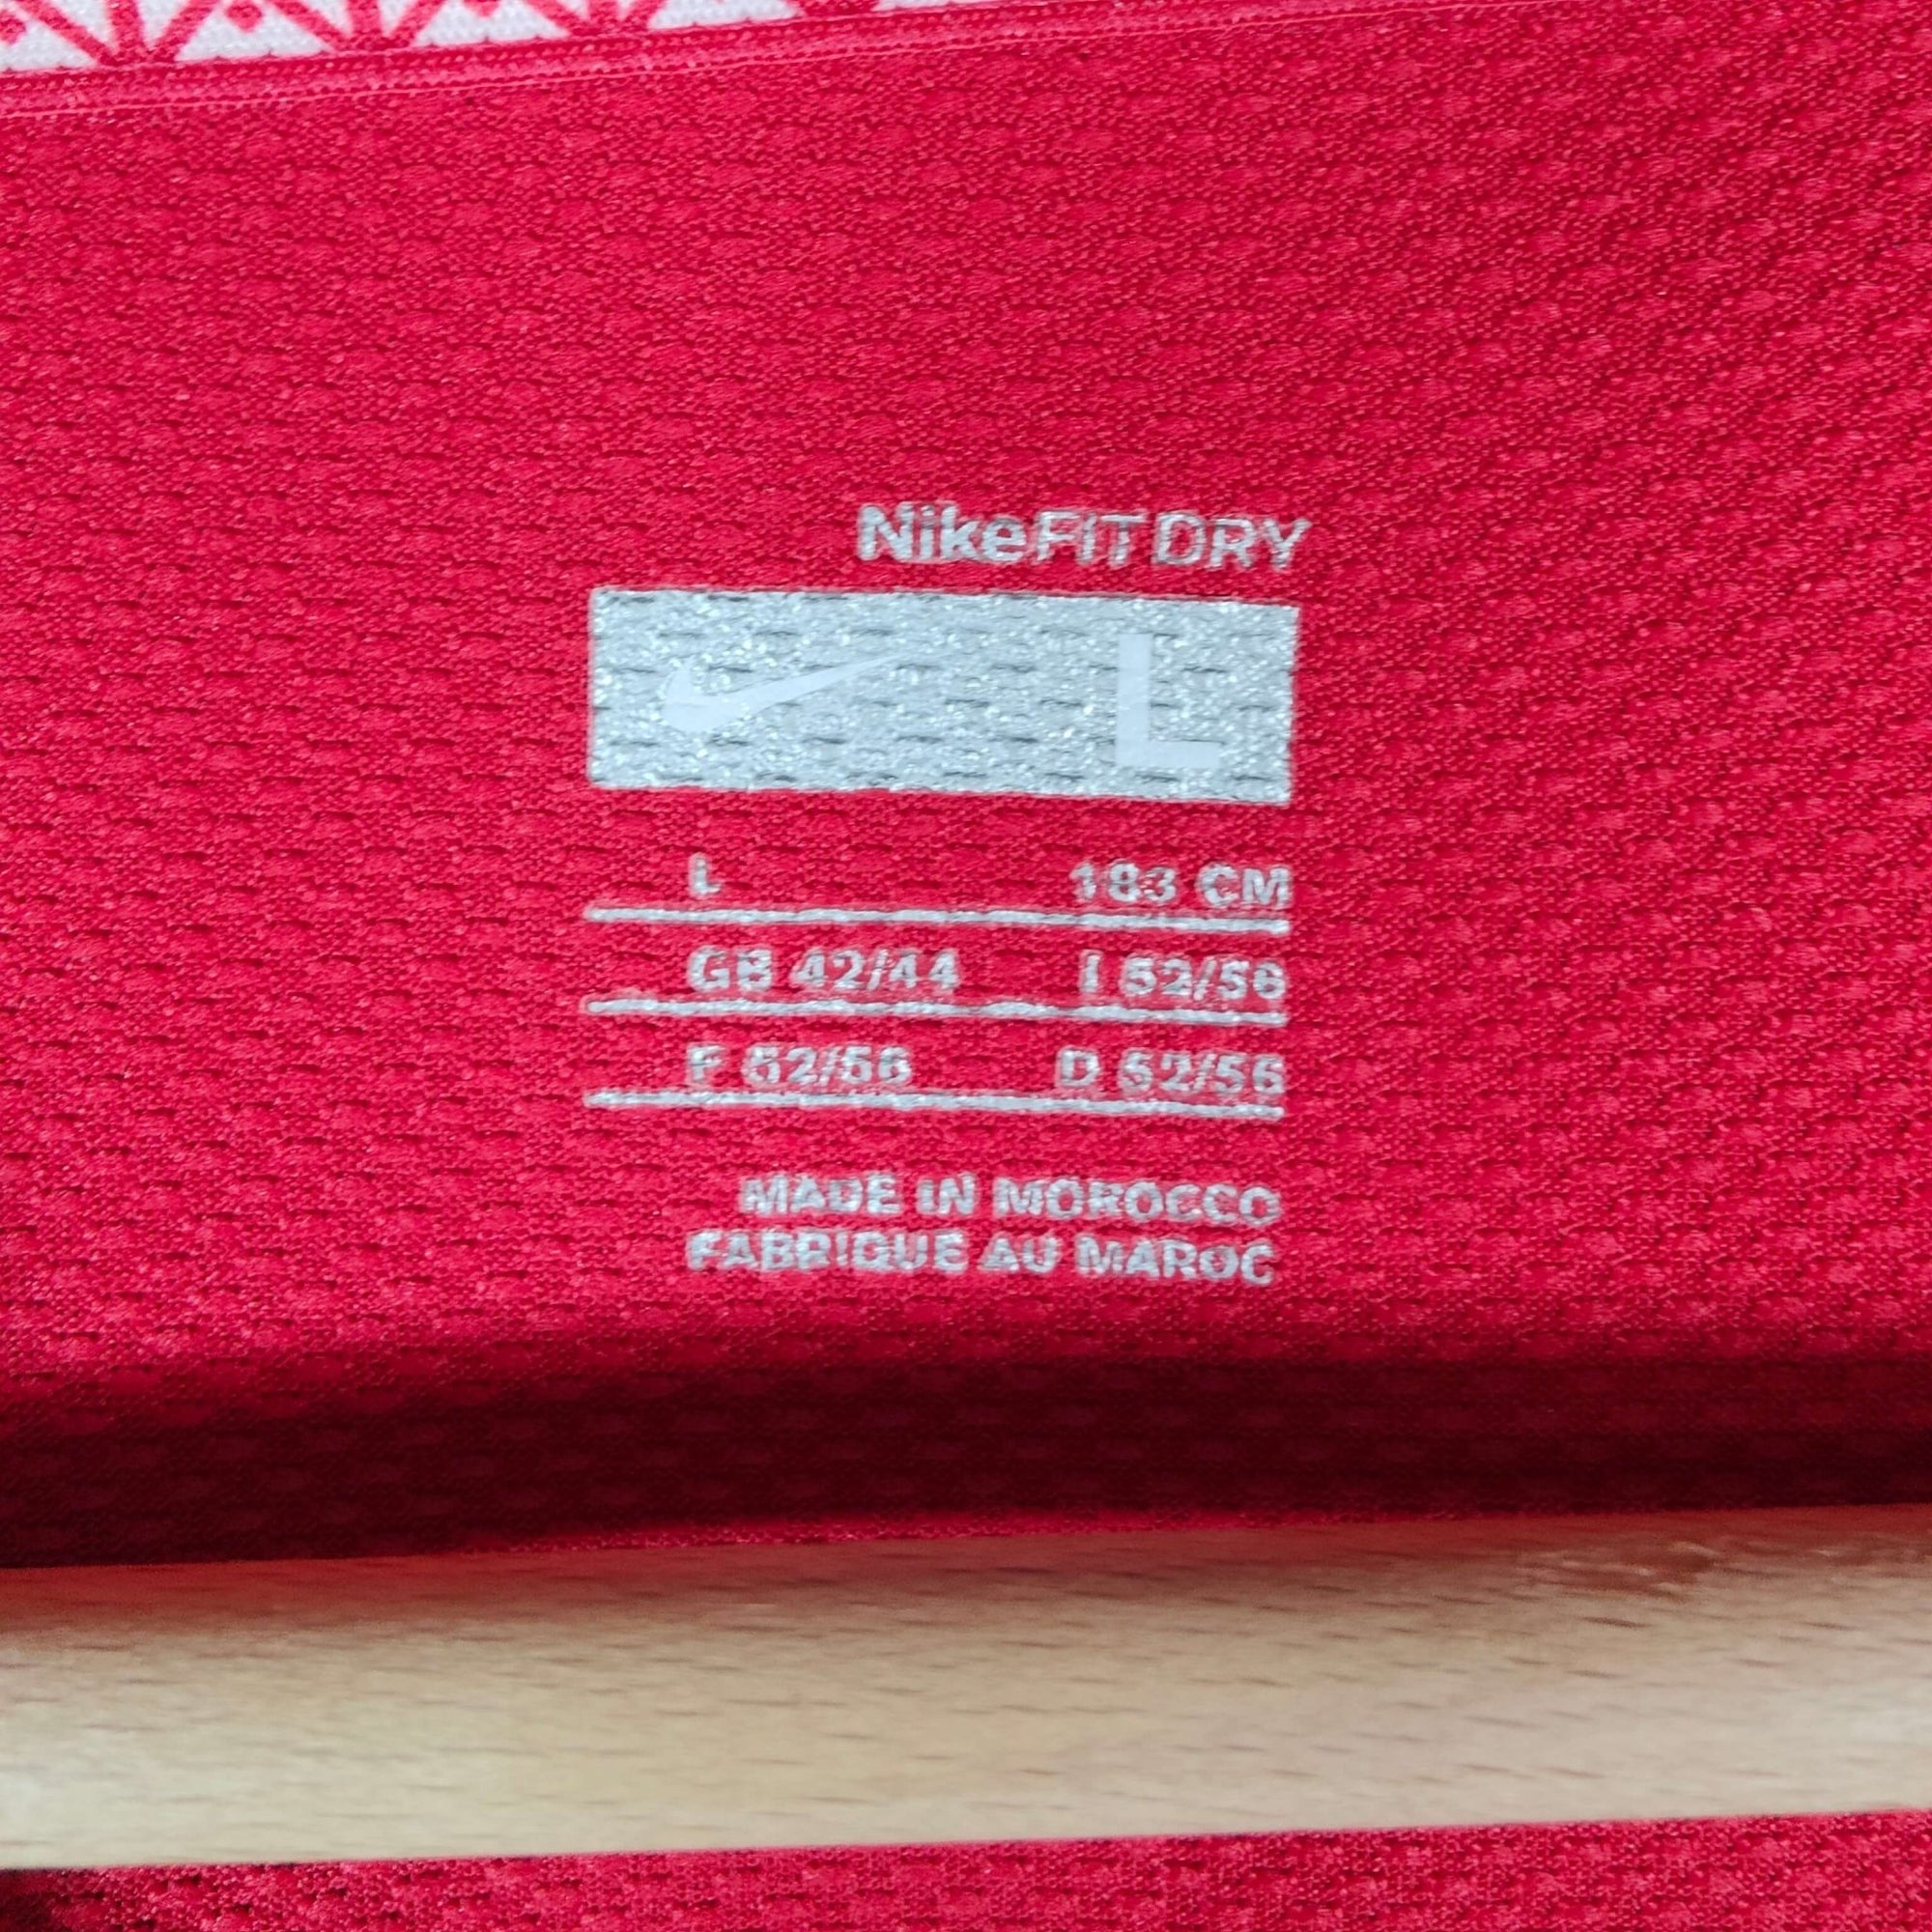 NikeFIT DRY
L
L 183 CM
GB 42/44 I 52/56
F 52/56 D 52/56
MADE IN MOROCCO
FABRIQUE AU MAROC